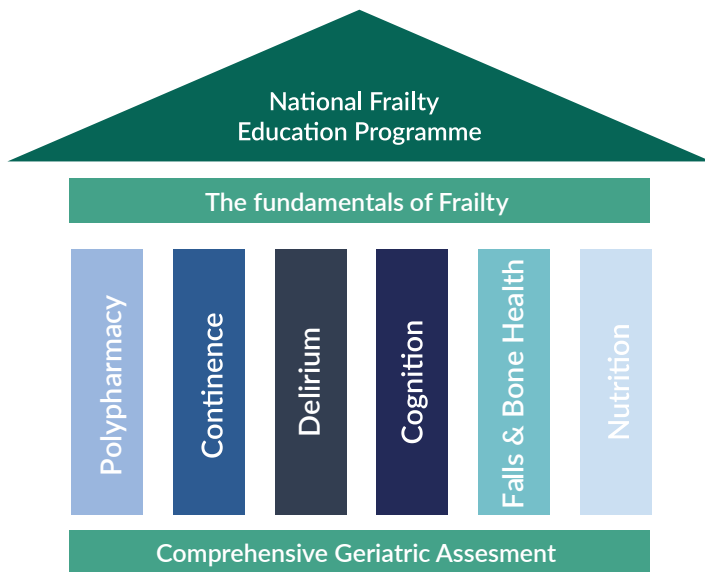 National Frailty
Education Programme
The fundamentals of Frailty
Polypharmacy
Continence
Delirium
Cognition
Falls & Bone Health
Nutrition
Comprehensive Geriatric Assesment